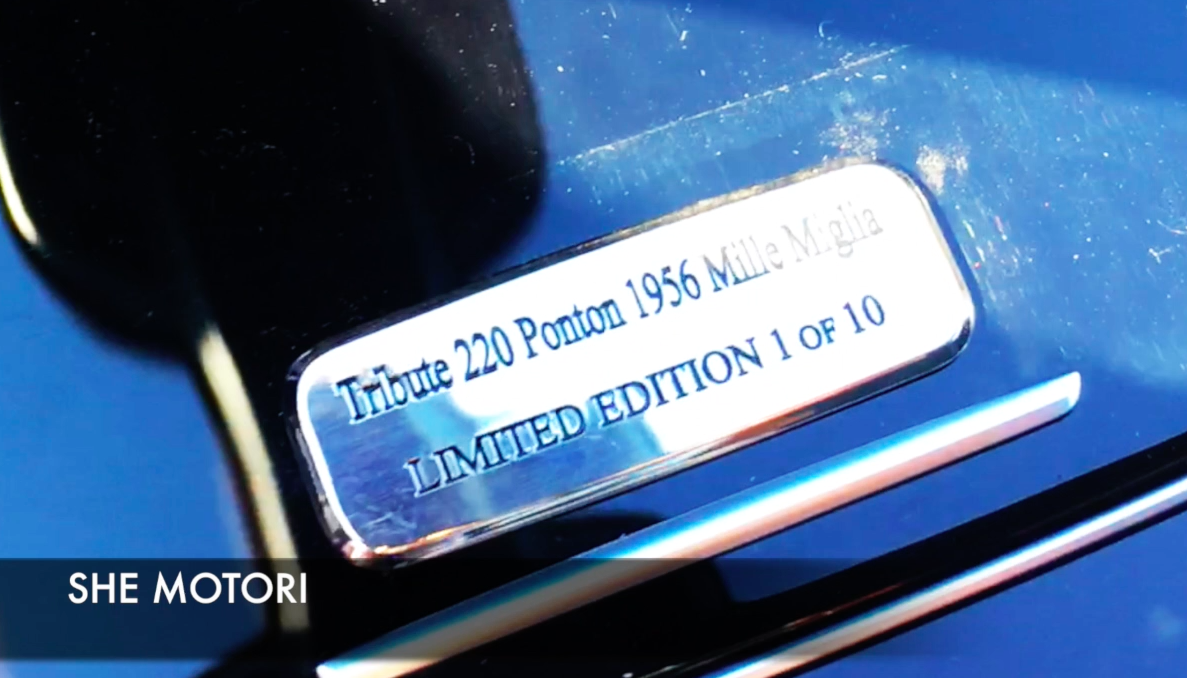 Tribute 220 Ponton 1956 Mille Miglia
LIMITED EDITION 1 OF 10
SHE MOTORI